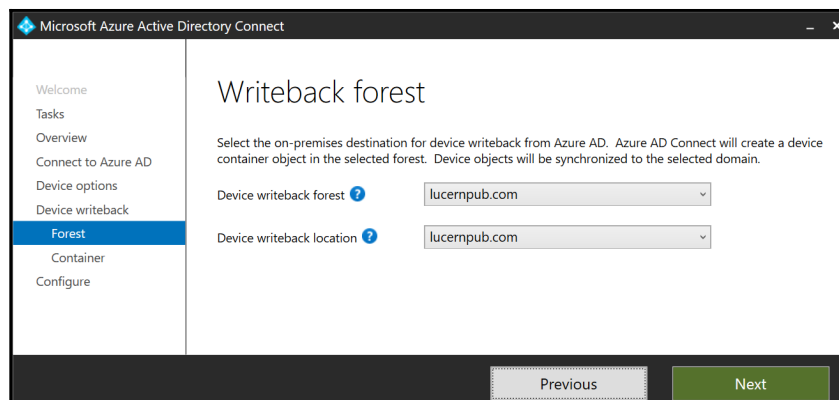 Microsoft Azure Active Directory Connect
Welcome
Tasks
Overview
Connect to Azure AD
Device options
Device writeback
Forest
Container
Configure
Writeback forest
Select the on-premises destination for device writeback from Azure AD. Azure AD Connect will create a device
container object in the selected forest. Device objects will be synchronized to the selected domain.
Device writeback forest ? lucernpub.com
Device writeback location ? lucernpub.com
Previous Next